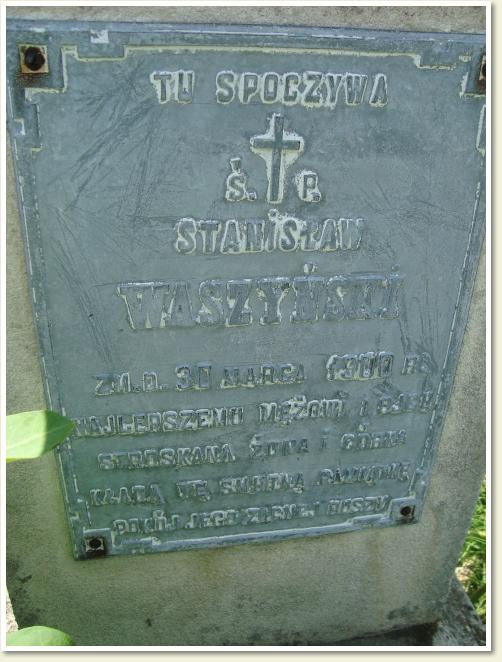 TU SPOCZYWA
Ś. P.
STANISŁAW
WASZYŃSKI
ZM.D. 30 MARCA 1900 R
NAJLEPSZEMU MĘŻOWI I OJCU
STROSKANA ŻONA I CÓRKA
KŁADĄ TĘ SMUTNĄ PAMIĄTKĘ
POKÓJ JEGO ZACNEJ DUSZY